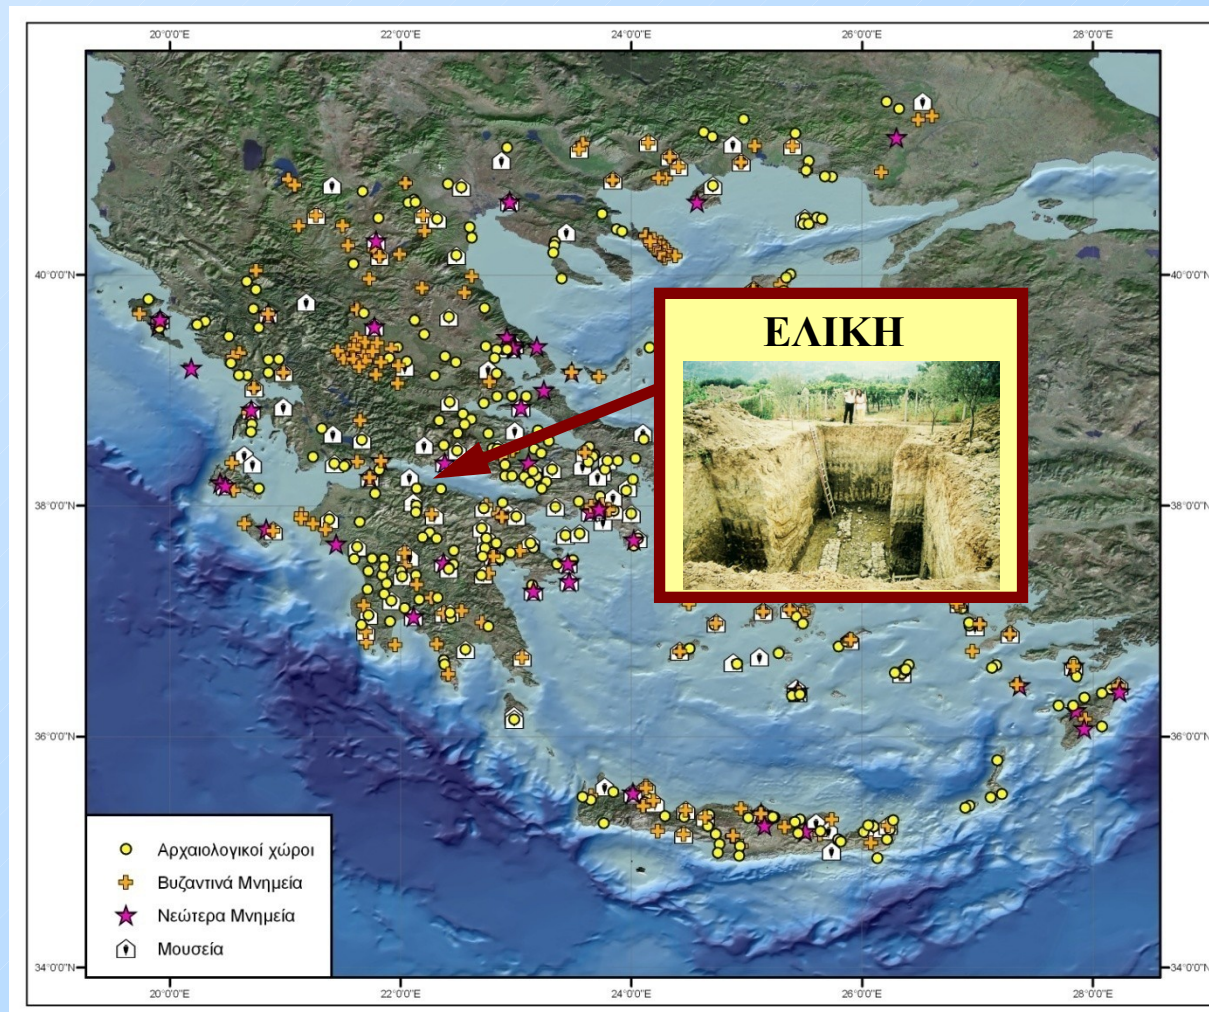 20°0'0"E 22°0'0"E 24°0'0"E 26°0'0"E 28°0'0"E
40°0'0"N 40°0'0"N
ΕΛΙΚΗ
38°0'0"N 38°0'0"N
36°0'0"N 36°0'0"N
Αρχαιολογικοί χώροι
Βυζαντινά Μνημεία
Νεώτερα Μνημεία
Μουσεία
34°0'0"N 34°0'0"N
20°0'0"E 22°0'0"E 24°0'0"E 26°0'0"E 28°0'0"E